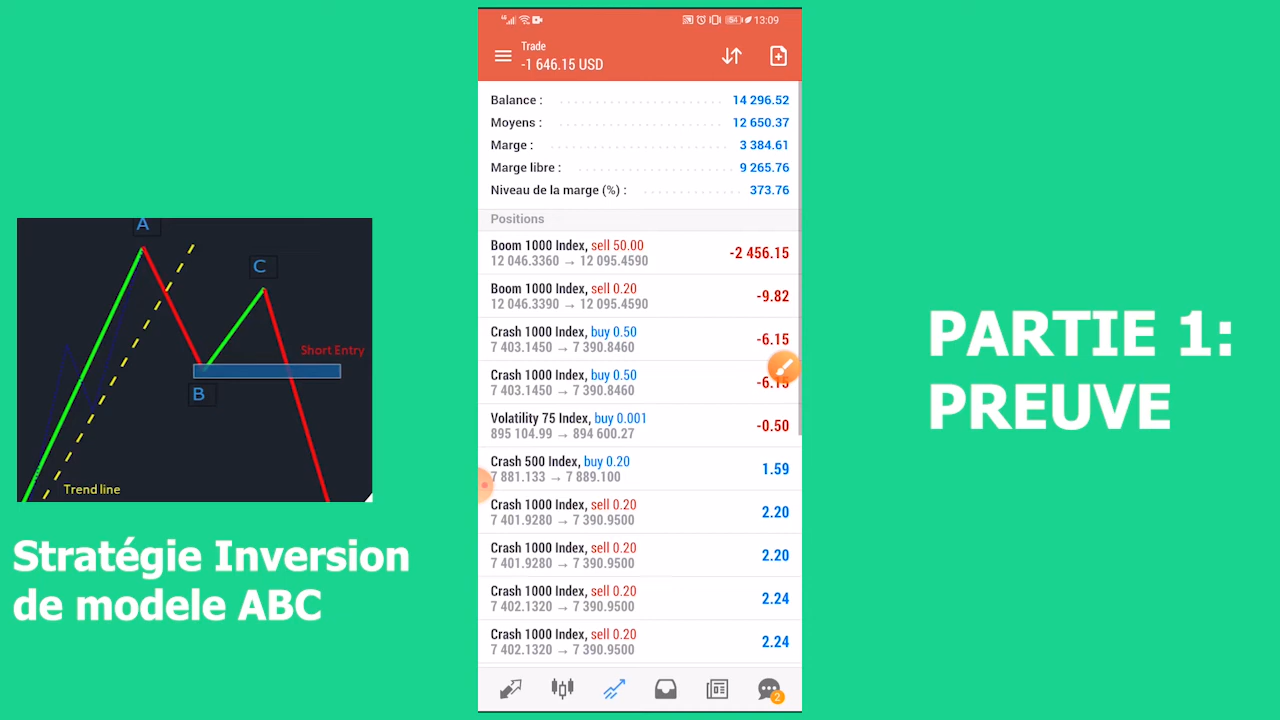 A
C
Short Entry
B
Trend line
Stratégie Inversion
de modele ABC
54
13:09
Trade
-1 646.15 USD
Balance : 14 296.52
Moyens : 12 650.37
Marge : 3 384.61
Marge libre : 9 265.76
Niveau de la marge (%) : 373.76
Positions
Boom 1000 Index, sell 50.00 -2 456.15
12 046.3360 → 12 095.4590
Boom 1000 Index, sell 0.20 -9.82
12 046.3390 → 12 095.4590
Crash 1000 Index, buy 0.50 -6.15
7 403.1450 → 7 390.8460
Crash 1000 Index, buy 0.50 -6.15
7 403.1450 → 7 390.8460
Volatility 75 Index, buy 0.001 -0.50
895 104.99 → 894 600.27
Crash 500 Index, buy 0.20 1.59
7 881.133 → 7 889.100
Crash 1000 Index, sell 0.20 2.20
7 401.9280 → 7 390.9500
Crash 1000 Index, sell 0.20 2.20
7 401.9280 → 7 390.9500
Crash 1000 Index, sell 0.20 2.24
7 402.1320 → 7 390.9500
Crash 1000 Index, sell 0.20 2.24
7 402.1320 → 7 390.9500
2
PARTIE 1:
PREUVE